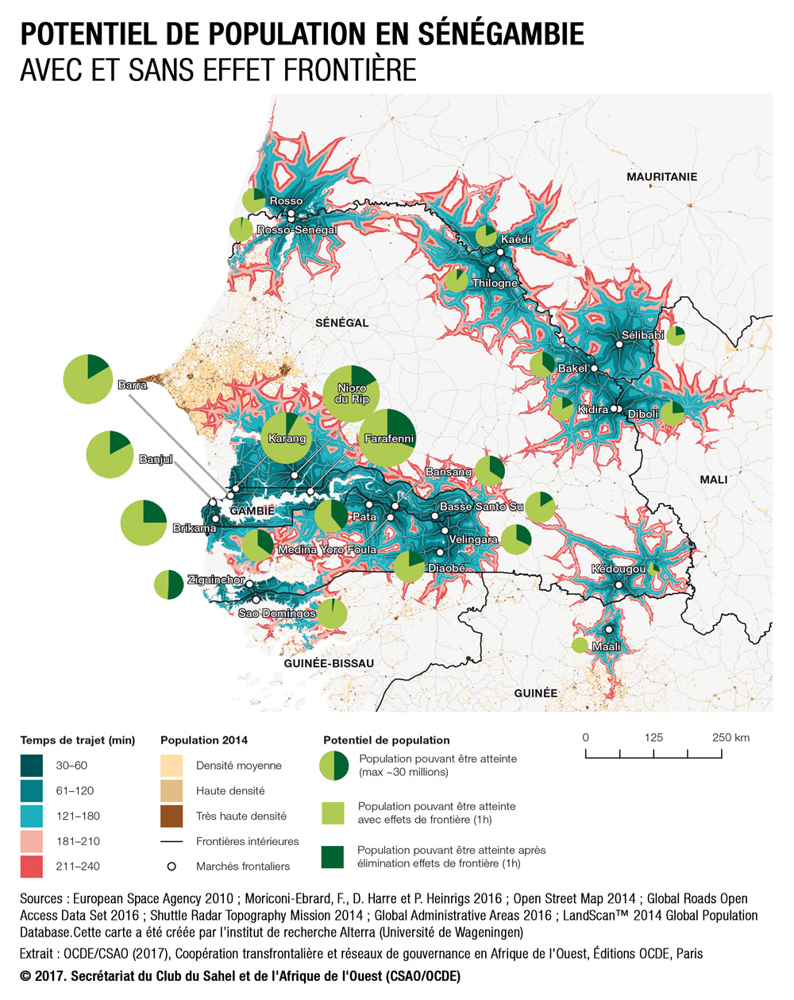 POTENTIEL DE POPULATION EN SÉNÉGAMBIE
AVEC ET SANS EFFET FRONTIÈRE
MAURITANIE
Rosso
Rosso-Sénégal
Kaédi
Thilogne
SÉNÉGAL
Sélibabi
Bakel
Barra
Nioro
du Rip
Kidira
Diboli
Karang
Farafenni
Banjul
Bansang
MALI
GAMBIE
Basse Santo Su
Pata
Brikama
Velingara
Medina Yoro Foula
Diaobé
Kédougou
Ziguinchor
Sao Domingos
Maali
GUINÉE-BISSAU
GUINÉE
Temps de trajet (min)
30–60
61–120
121–180
181–210
211–240
Population 2014
Densité moyenne
Haute densité
Très haute densité
Frontières intérieures
Marchés frontaliers
Potentiel de population
Population pouvant être atteinte
(max ~30 millions)
Population pouvant être atteinte
avec effets de frontière (1h)
Population pouvant être atteinte après
élimination effets de frontière (1h)
0 125 250 km
Sources : European Space Agency 2010 ; Moriconi-Ebrard, F., D. Harre et P. Heinrigs 2016 ; Open Street Map 2014 ; Global Roads Open
Access Data Set 2016 ; Shuttle Radar Topography Mission 2014 ; Global Administrative Areas 2016 ; LandScan™ 2014 Global Population
Database.Cette carte a été créée par l'institut de recherche Alterra (Université de Wageningen)
Extrait : OCDE/CSAO (2017), Coopération transfrontalière et réseaux de gouvernance en Afrique de l'Ouest, Éditions OCDE, Paris
© 2017. Secrétariat du Club du Sahel et de l'Afrique de l'Ouest (CSAO/OCDE)